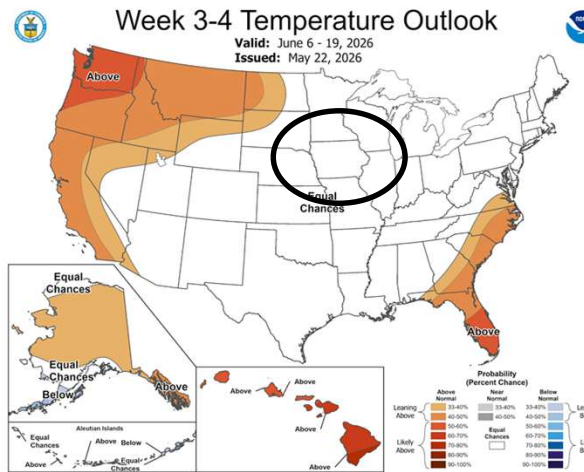 Week 3-4 Temperature Outlook
Valid: June 6 - 19, 2026
Issued: May 22, 2026
Above
Equal
Chances
Above
Equal
Chances
Equal
Chances
Below
Above
Aleutian Islands
Equal
Chances
Above
Above
Below
Equal
Chances
Above
Above
Above
Above
Above
Above
Probability
(Percent Chance)
Above
Normal
Near
Normal
Below
Normal
Leaning
Above
33-40%
40-50%
33-40%
40-50%
33-40%
40-50%
Likely
Above
50-60%
60-70%
70-80%
80-90%
90-100%
Equal
Chances
50-60%
60-70%
70-80%
80-90%
90-100%